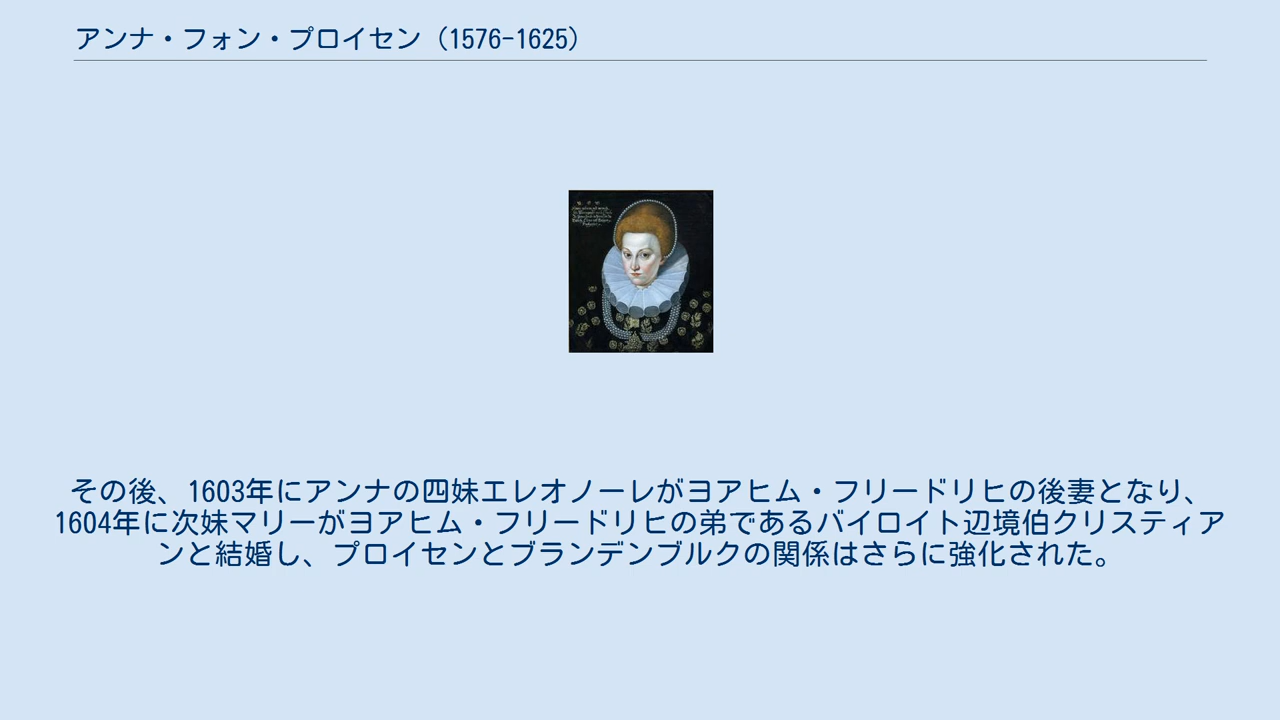 アンナ・フォン・プロイセン（1576-1625）
その後、1603年にアンナの四妹エレオノーレがヨアヒム・フリードリヒの後妻となり、
1604年に次妹マリーがヨアヒム・フリードリヒの弟であるバイロイト辺境伯クリスティア
ンと結婚し、プロイセンとブランデンブルクの関係はさらに強化された。